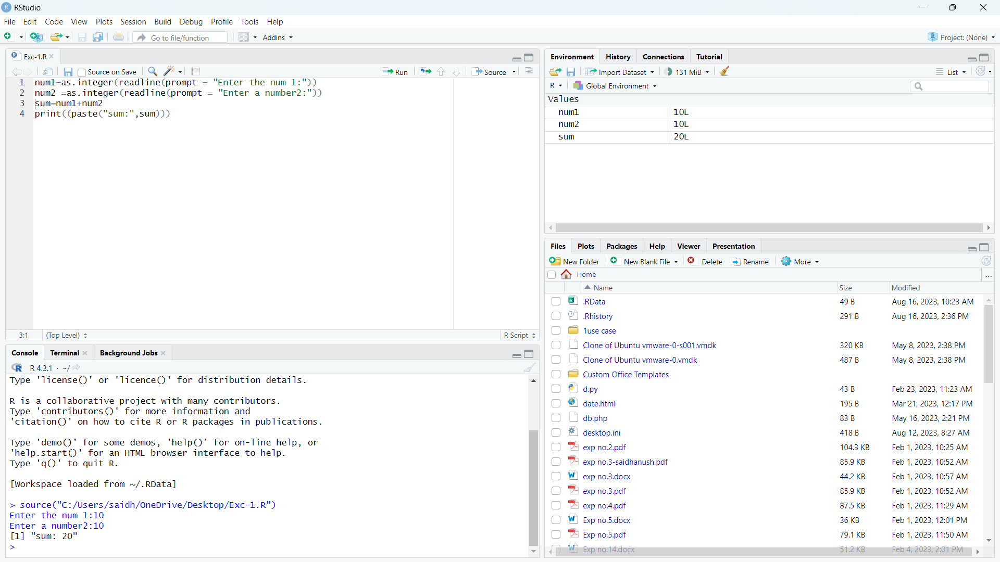 RStudio
File Edit Code View Plots Session Build Debug Profile Tools Help
Go to file/function Addins Project: (None)
Exc-1.R
Source on Save Run Source
1 num1=as.integer(readline(prompt = "Enter the num 1:"))
2 num2 =as.integer(readline(prompt = "Enter a number2:"))
3 sum=num1+num2
4 print((paste("sum:",sum)))
3:1 (Top Level) R Script
Console Terminal Background Jobs
R 4.3.1 · ~/
Type 'license()' or 'licence()' for distribution details.
R is a collaborative project with many contributors.
Type 'contributors()' for more information and
'citation()' on how to cite R or R packages in publications.
Type 'demo()' for some demos, 'help()' for on-line help, or
'help.start()' for an HTML browser interface to help.
Type 'q()' to quit R.
[Workspace loaded from ~/.RData]
> source("C:/Users/saidh/OneDrive/Desktop/Exc-1.R")
Enter the num 1:10
Enter a number2:10
[1] "sum: 20"
>
Environment History Connections Tutorial
Import Dataset 131 MiB List
R Global Environment
Values
num1 10L
num2 10L
sum 20L
Files Plots Packages Help Viewer Presentation
New Folder New Blank File Delete Rename More
Home ...
Name Size Modified
.RData 49 B Aug 16, 2023, 10:23 AM
.Rhistory 291 B Aug 16, 2023, 2:36 PM
1use case
Clone of Ubuntu vmware-0-s001.vmdk 320 KB May 8, 2023, 2:38 PM
Clone of Ubuntu vmware-0.vmdk 487 B May 8, 2023, 2:38 PM
Custom Office Templates
d.py 43 B Feb 23, 2023, 11:23 AM
date.html 195 B Mar 21, 2023, 12:17 PM
db.php 83 B May 16, 2023, 2:21 PM
desktop.ini 418 B Aug 12, 2023, 8:27 AM
exp no.2.pdf 104.3 KB Feb 1, 2023, 10:25 AM
exp no.3-saidhanush.pdf 85.9 KB Feb 1, 2023, 10:52 AM
exp no.3.docx 44.2 KB Feb 1, 2023, 10:57 AM
exp no.3.pdf 85.9 KB Feb 1, 2023, 10:52 AM
exp no.4.pdf 87.5 KB Feb 1, 2023, 11:29 AM
Exp no.5.docx 36 KB Feb 1, 2023, 12:01 PM
Exp no.5.pdf 79.1 KB Feb 1, 2023, 11:50 AM
Exp no.14.docx 51.2 KB Feb 4, 2023, 2:01 PM